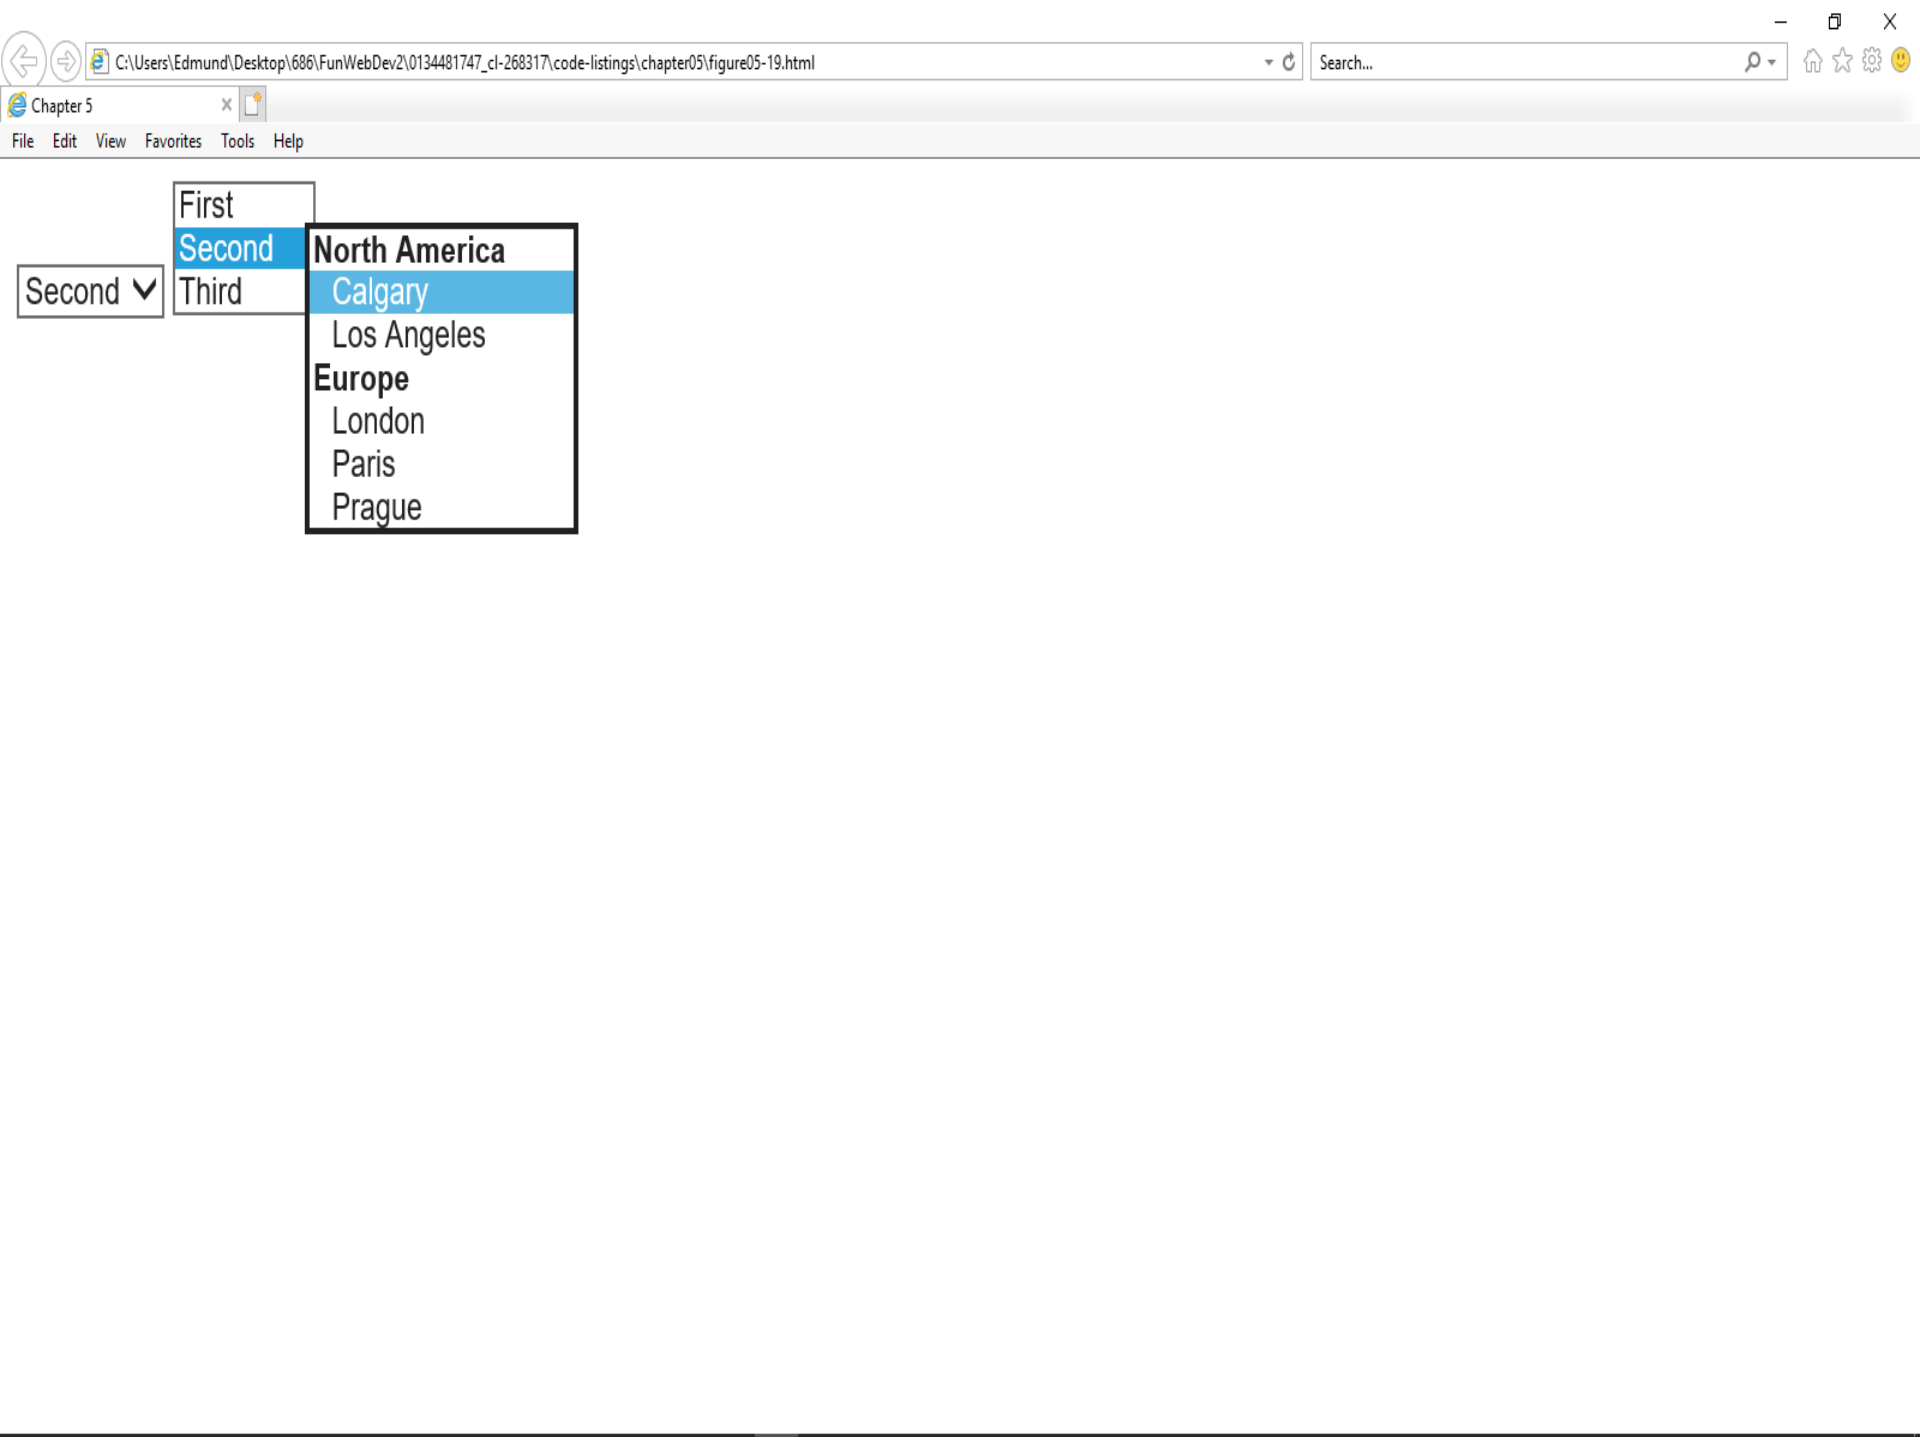 C:\Users\Edmund\Desktop\686\FunWebDev2\0134481747_cl-268317\code-listings\chapter05\figure05-19.html
Search...
Chapter 5
File Edit View Favorites Tools Help
First
Second
Third
Second
North America
Calgary
Los Angeles
Europe
London
Paris
Prague